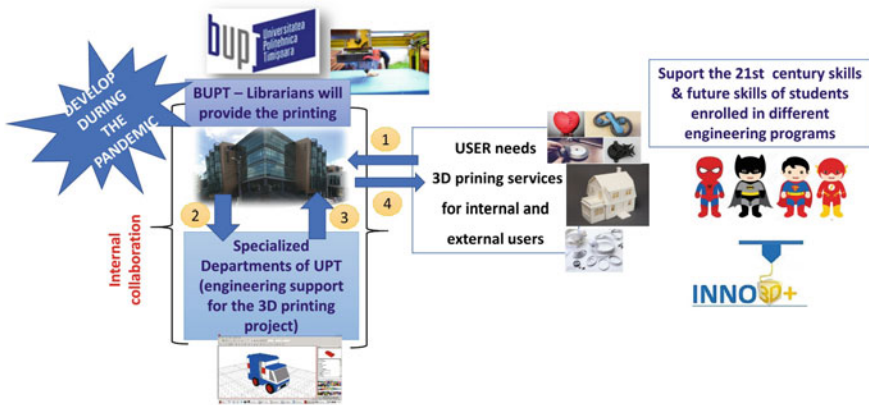 bup
Universitatea
Politehnica
Timișoara
DEVELOP
DURING
THE
PANDEMIC
BUPT – Librarians will
provide the printing
1
4
2
3
Internal
collaboration
Specialized
Departments of UPT
(engineering support
for the 3D printing
project)
USER needs
3D prining services
for internal and
external users
Suport the 21st century skills
& future skills of students
enrolled in different
engineering programs
INNO3D+